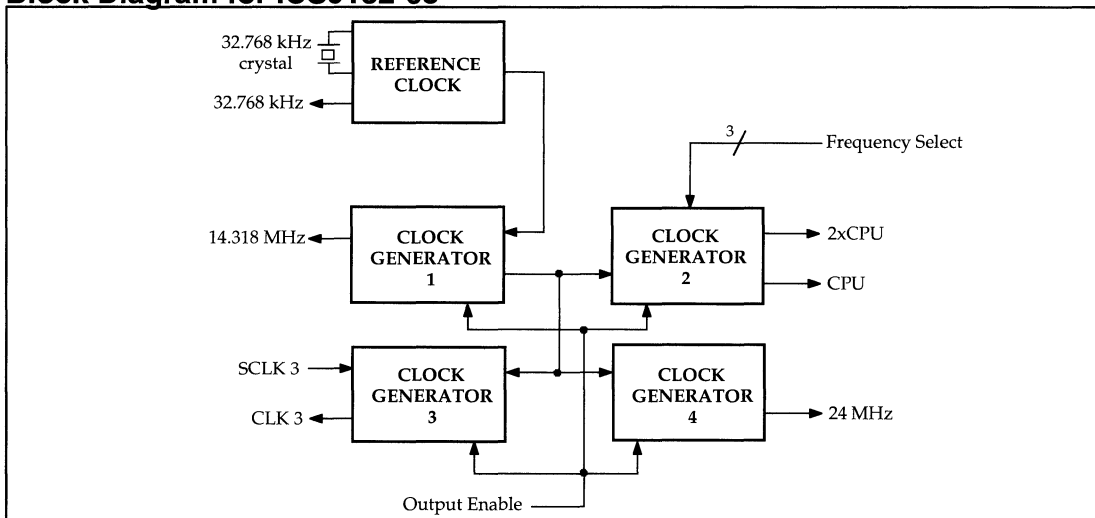 32.768 kHz
crystal
REFERENCE
CLOCK
32.768 kHz
3
Frequency Select
14.318 MHz
CLOCK
GENERATOR
1
CLOCK
GENERATOR
2
2xCPU
CPU
SCLK 3
CLK 3
CLOCK
GENERATOR
3
CLOCK
GENERATOR
4
24 MHz
Output Enable